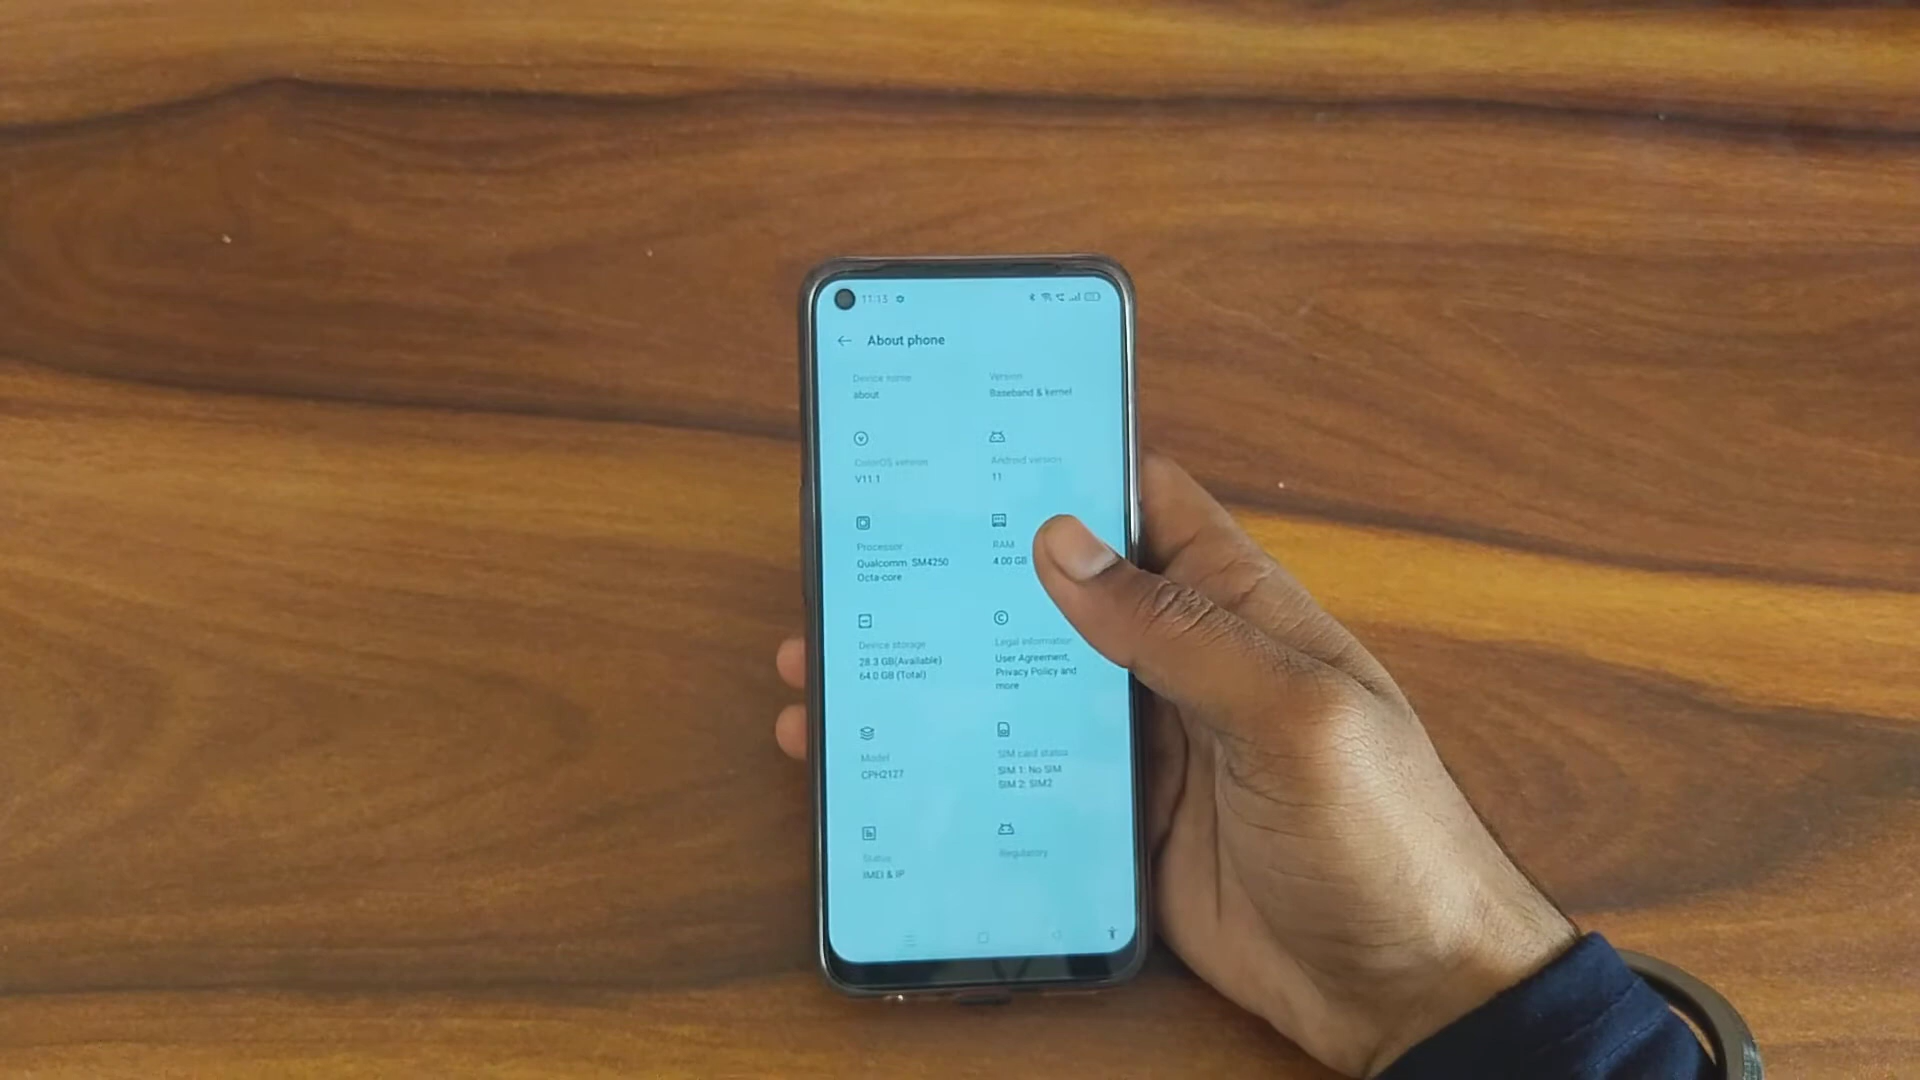 11:13
About phone
Device name
about
Version
Baseband & kernel
ColorOS version
V11.1
Android version
11
Processor
Qualcomm SM4250
Octa-core
RAM
4.00 GB
Device storage
28.3 GB(Available)
64.0 GB (Total)
Legal information
User Agreement,
Privacy Policy and
more
Model
CPH2127
SIM card status
SIM 1: No SIM
SIM 2: SIM2
Status
IMEI & IP
Regulatory